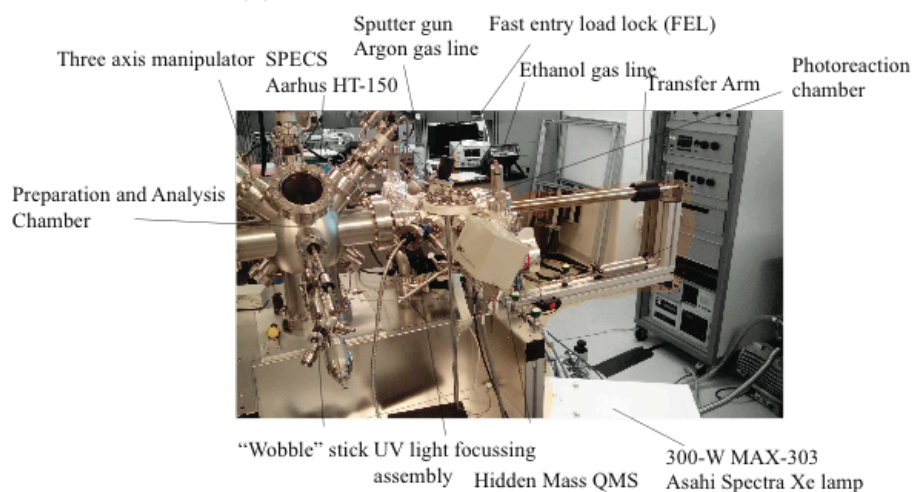 Sputter gun
Argon gas line
Fast entry load lock (FEL)
Three axis manipulator
SPECS
Aarhus HT-150
Ethanol gas line
Transfer Arm
Photoreaction
chamber
Preparation and Analysis
Chamber
"Wobble" stick
UV light focussing
assembly
Hidden Mass QMS
300-W MAX-303
Asahi Spectra Xe lamp